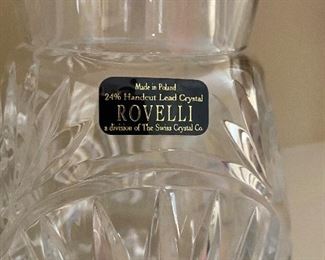 Made in Poland
24% Handcut Lead Crystal
ROVELLI
a division of The Swiss Crystal Co.